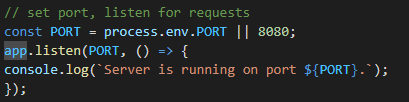 // set port, listen for requests
const PORT = process.env.PORT || 8080;
app.listen(PORT, () => {
console.log(`Server is running on port ${PORT}.`);
});